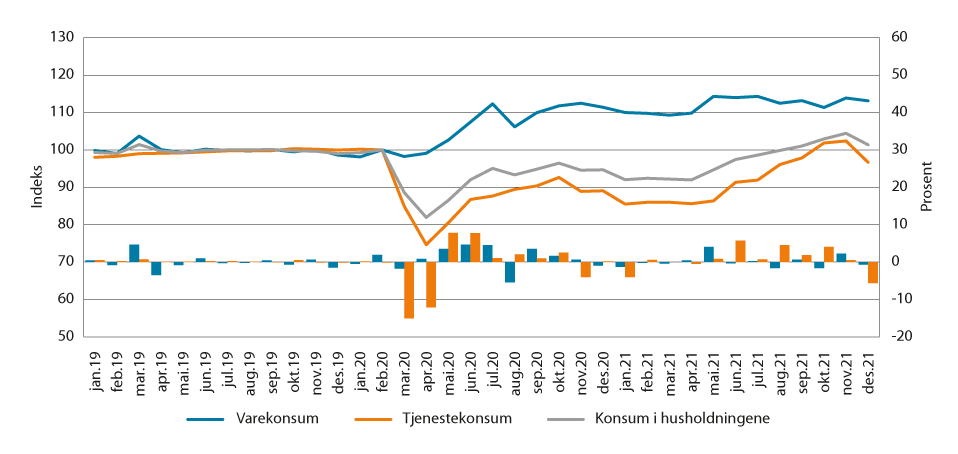 130
120
110
100
90
80
70
60
50
Indeks
60
50
40
30
20
10
0
-10
-20
Prosent
jan.19
feb.19
mar.19
apr.19
mai.19
jun.19
jul.19
aug.19
sep.19
okt.19
nov.19
des.19
jan.20
feb.20
mar.20
apr.20
mai.20
jun.20
jul.20
aug.20
sep.20
okt.20
nov.20
des.20
jan.21
feb.21
mar.21
apr.21
mai.21
jun.21
jul.21
aug.21
sep.21
okt.21
nov.21
des.21
Varekonsum Tjenestekonsum Konsum i husholdningene